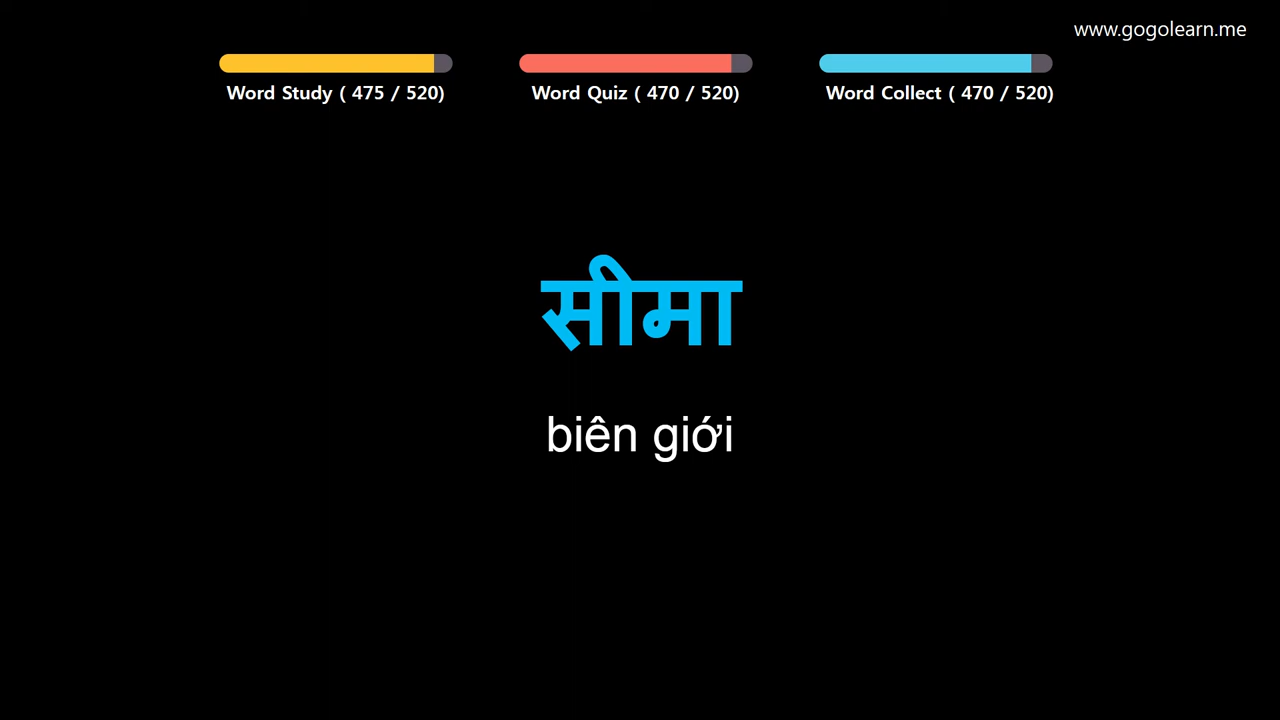 www.gogolearn.me
Word Study ( 475 / 520)
Word Quiz ( 470 / 520)
Word Collect ( 470 / 520)
सीमा
biên giới